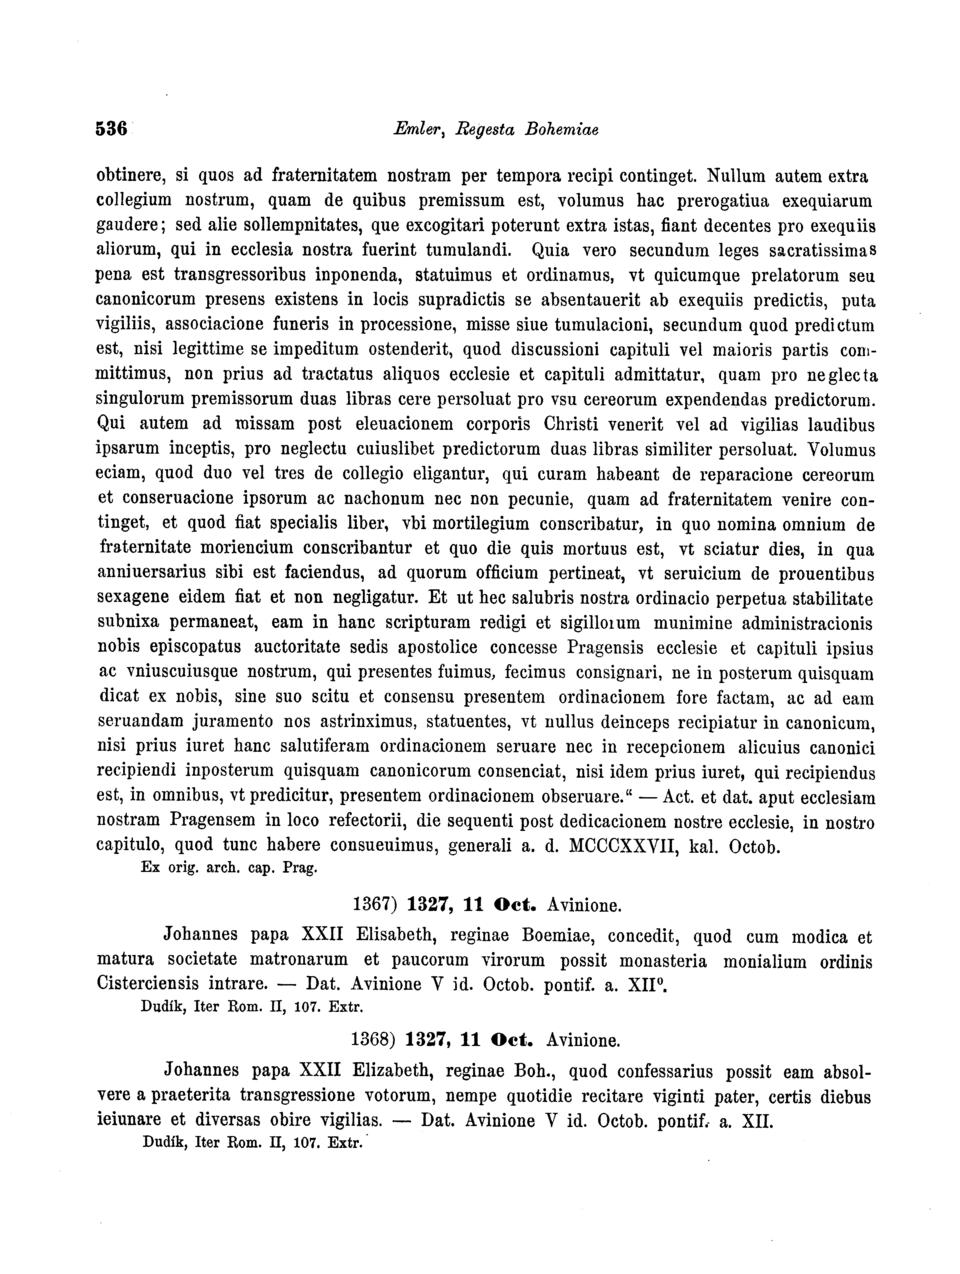 536 Emler, Regesta Bohemiae
obtinere, si quos ad fraternitatem nostram per tempora recipi continget. Nullum autem extra
collegium nostrum, quam de quibus premissum est, volumus hac prerogatiua exequiarum
gaudere; sed alie sollempnitates, que excogitari poterunt extra istas, fiant decentes pro exequiis
aliorum, qui in ecclesia nostra fuerint tumulandi. Quia vero secundum leges sacratissimas
pena est transgressoribus inponenda, statuimus et ordinamus, vt quicumque prelatorum seu
canonicorum presens existens in locis supradictis se absentauerit ab exequiis predictis, puta
vigiliis, associacione funeris in processione, misse siue tumulacioni, secundum quod predictum
est, nisi legittime se impeditum ostenderit, quod discussioni capituli vel maioris partis com-
mittimus, non prius ad tractatus aliquos ecclesie et capituli admittatur, quam pro neglecta
singulorum premissorum duas libras cere persoluat pro vsu cereorum expendendas predictorum.
Qui autem ad missam post eleuacionem corporis Christi venerit vel ad vigilias laudibus
ipsarum inceptis, pro neglectu cuiuslibet predictorum duas libras similiter persoluat. Volumus
eciam, quod duo vel tres de collegio eligantur, qui curam habeant de reparacione cereorum
et conseruacione ipsorum ac nachonum nec non pecunie, quam ad fraternitatem venire con-
tinget, et quod fiat specialis liber, vbi mortilegium conscribatur, in quo nomina omnium de
fraternitate moriencium conscribantur et quo die quis mortuus est, vt sciatur dies, in qua
anniuersarius sibi est faciendus, ad quorum officium pertineat, vt seruicium de prouentibus
sexagene eidem fiat et non negligatur. Et ut hec salubris nostra ordinacio perpetua stabilitate
subnixa permaneat, eam in hanc scripturam redigi et sigillorum munimine administracionis
nobis episcopatus auctoritate sedis apostolice concesse Pragensis ecclesie et capituli ipsius
ac vniuscuiusque nostrum, qui presentes fuimus, fecimus consignari, ne in posterum quisquam
dicat ex nobis, sine suo scitu et consensu presentem ordinacionem fore factam, ac ad eam
seruandam juramento nos astrinximus, statuentes, vt nullus deinceps recipiatur in canonicum,
nisi prius iuret hanc salutiferam ordinacionem seruare nec in recepcionem alicuius canonici
recipiendi inposterum quisquam canonicorum consenciat, nisi idem prius iuret, qui recipiendus
est, in omnibus, vt predicitur, presentem ordinacionem obseruare.“ — Act. et dat. aput ecclesiam
nostram Pragensem in loco refectorii, die sequenti post dedicacionem nostre ecclesie, in nostro
capitulo, quod tunc habere consueuimus, generali a. d. MCCCXXVII, kal. Octob.
Ex orig. arch. cap. Prag.
1367) 1327, 11 Oct. Avinione.
Johannes papa XXII Elisabeth, reginae Boemiae, concedit, quod cum modica et
matura societate matronarum et paucorum virorum possit monasteria monialium ordinis
Cisterciensis intrare. — Dat. Avinione V id. Octob. pontif. a. XII⁰.
Dudík, Iter Rom. II, 107. Extr.
1368) 1327, 11 Oct. Avinione.
Johannes papa XXII Elizabeth, reginae Boh., quod confessarius possit eam absol-
vere a praeterita transgressione votorum, nempe quotidie recitare viginti pater, certis diebus
ieiunare et diversas obire vigilias. — Dat. Avinione V id. Octob. pontif. a. XII.
Dudík, Iter Rom. II, 107. Extr.